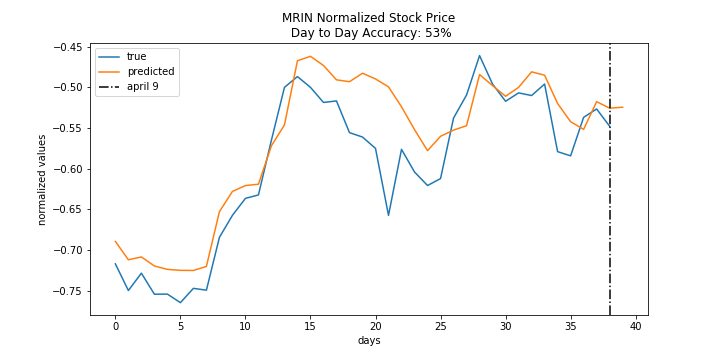 MRIN Normalized Stock Price
Day to Day Accuracy: 53%
true
predicted
april 9
normalized values
−0.45
−0.50
−0.55
−0.60
−0.65
−0.70
−0.75
0 5 10 15 20 25 30 35 40
days